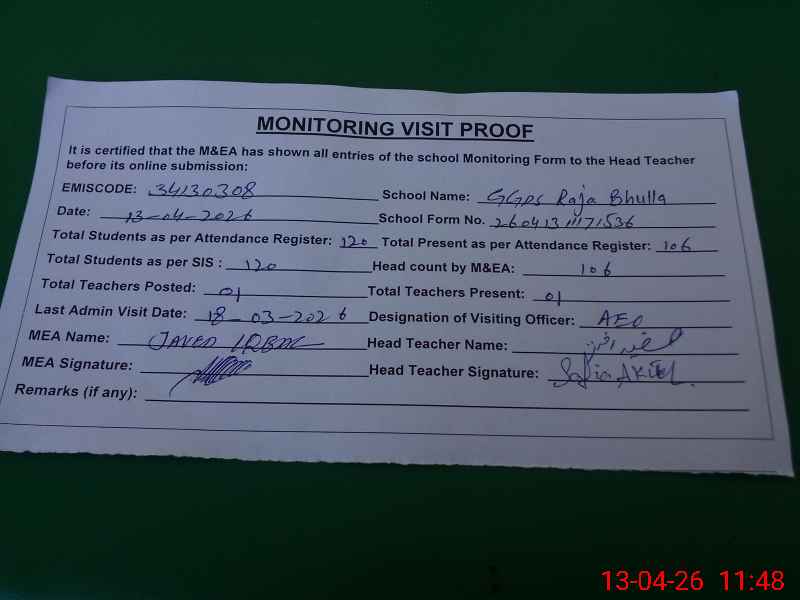 MONITORING VISIT PROOF
It is certified that the M&EA has shown all entries of the school Monitoring Form to the Head Teacher
before its online submission:
EMISCODE: 34130308 School Name: GGPS Raja Bhulla
Date: 13-04-2026 School Form No. 260413111171536
Total Students as per Attendance Register: 120 Total Present as per Attendance Register: 106
Total Students as per SIS : 120 Head count by M&EA: 106
Total Teachers Posted: 01 Total Teachers Present: 01
Last Admin Visit Date: 18-03-2026 Designation of Visiting Officer: AEO
MEA Name: JAVED IQBAL Head Teacher Name:
MEA Signature: Head Teacher Signature: Safia
Remarks (if any):
13-04-26 11:48